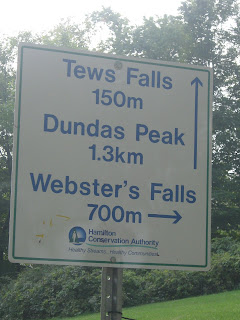 Tews Falls
150m
Dundas Peak
1.3km
Webster's Falls
700m
Hamilton
Conservation Authority
Healthy Streams...Healthy Communities.